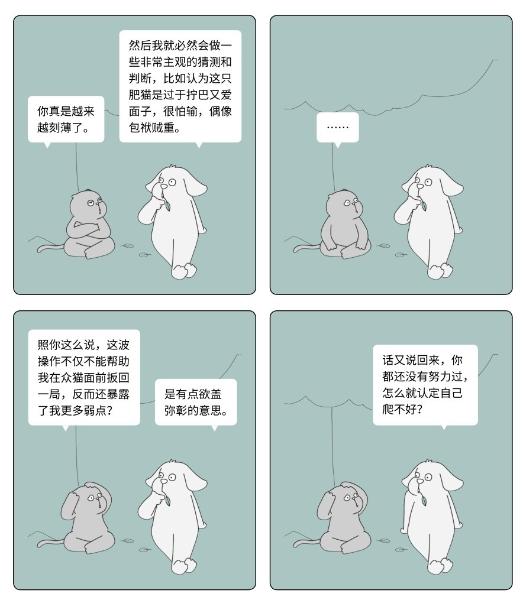 你真是越来
越刻薄了。
然后我就必然会做一
些非常主观的猜测和
判断，比如认为这只
肥猫是过于拧巴又爱
面子，很怕输，偶像
包袱贼重。
……
照你这么说，这波
操作不仅不能帮助
我在众猫面前扳回
一局，反而还暴露
了我更多弱点？
是有点欲盖
弥彰的意思。
话又说回来，你
都还没有努力过，
怎么就认定自己
爬不好？